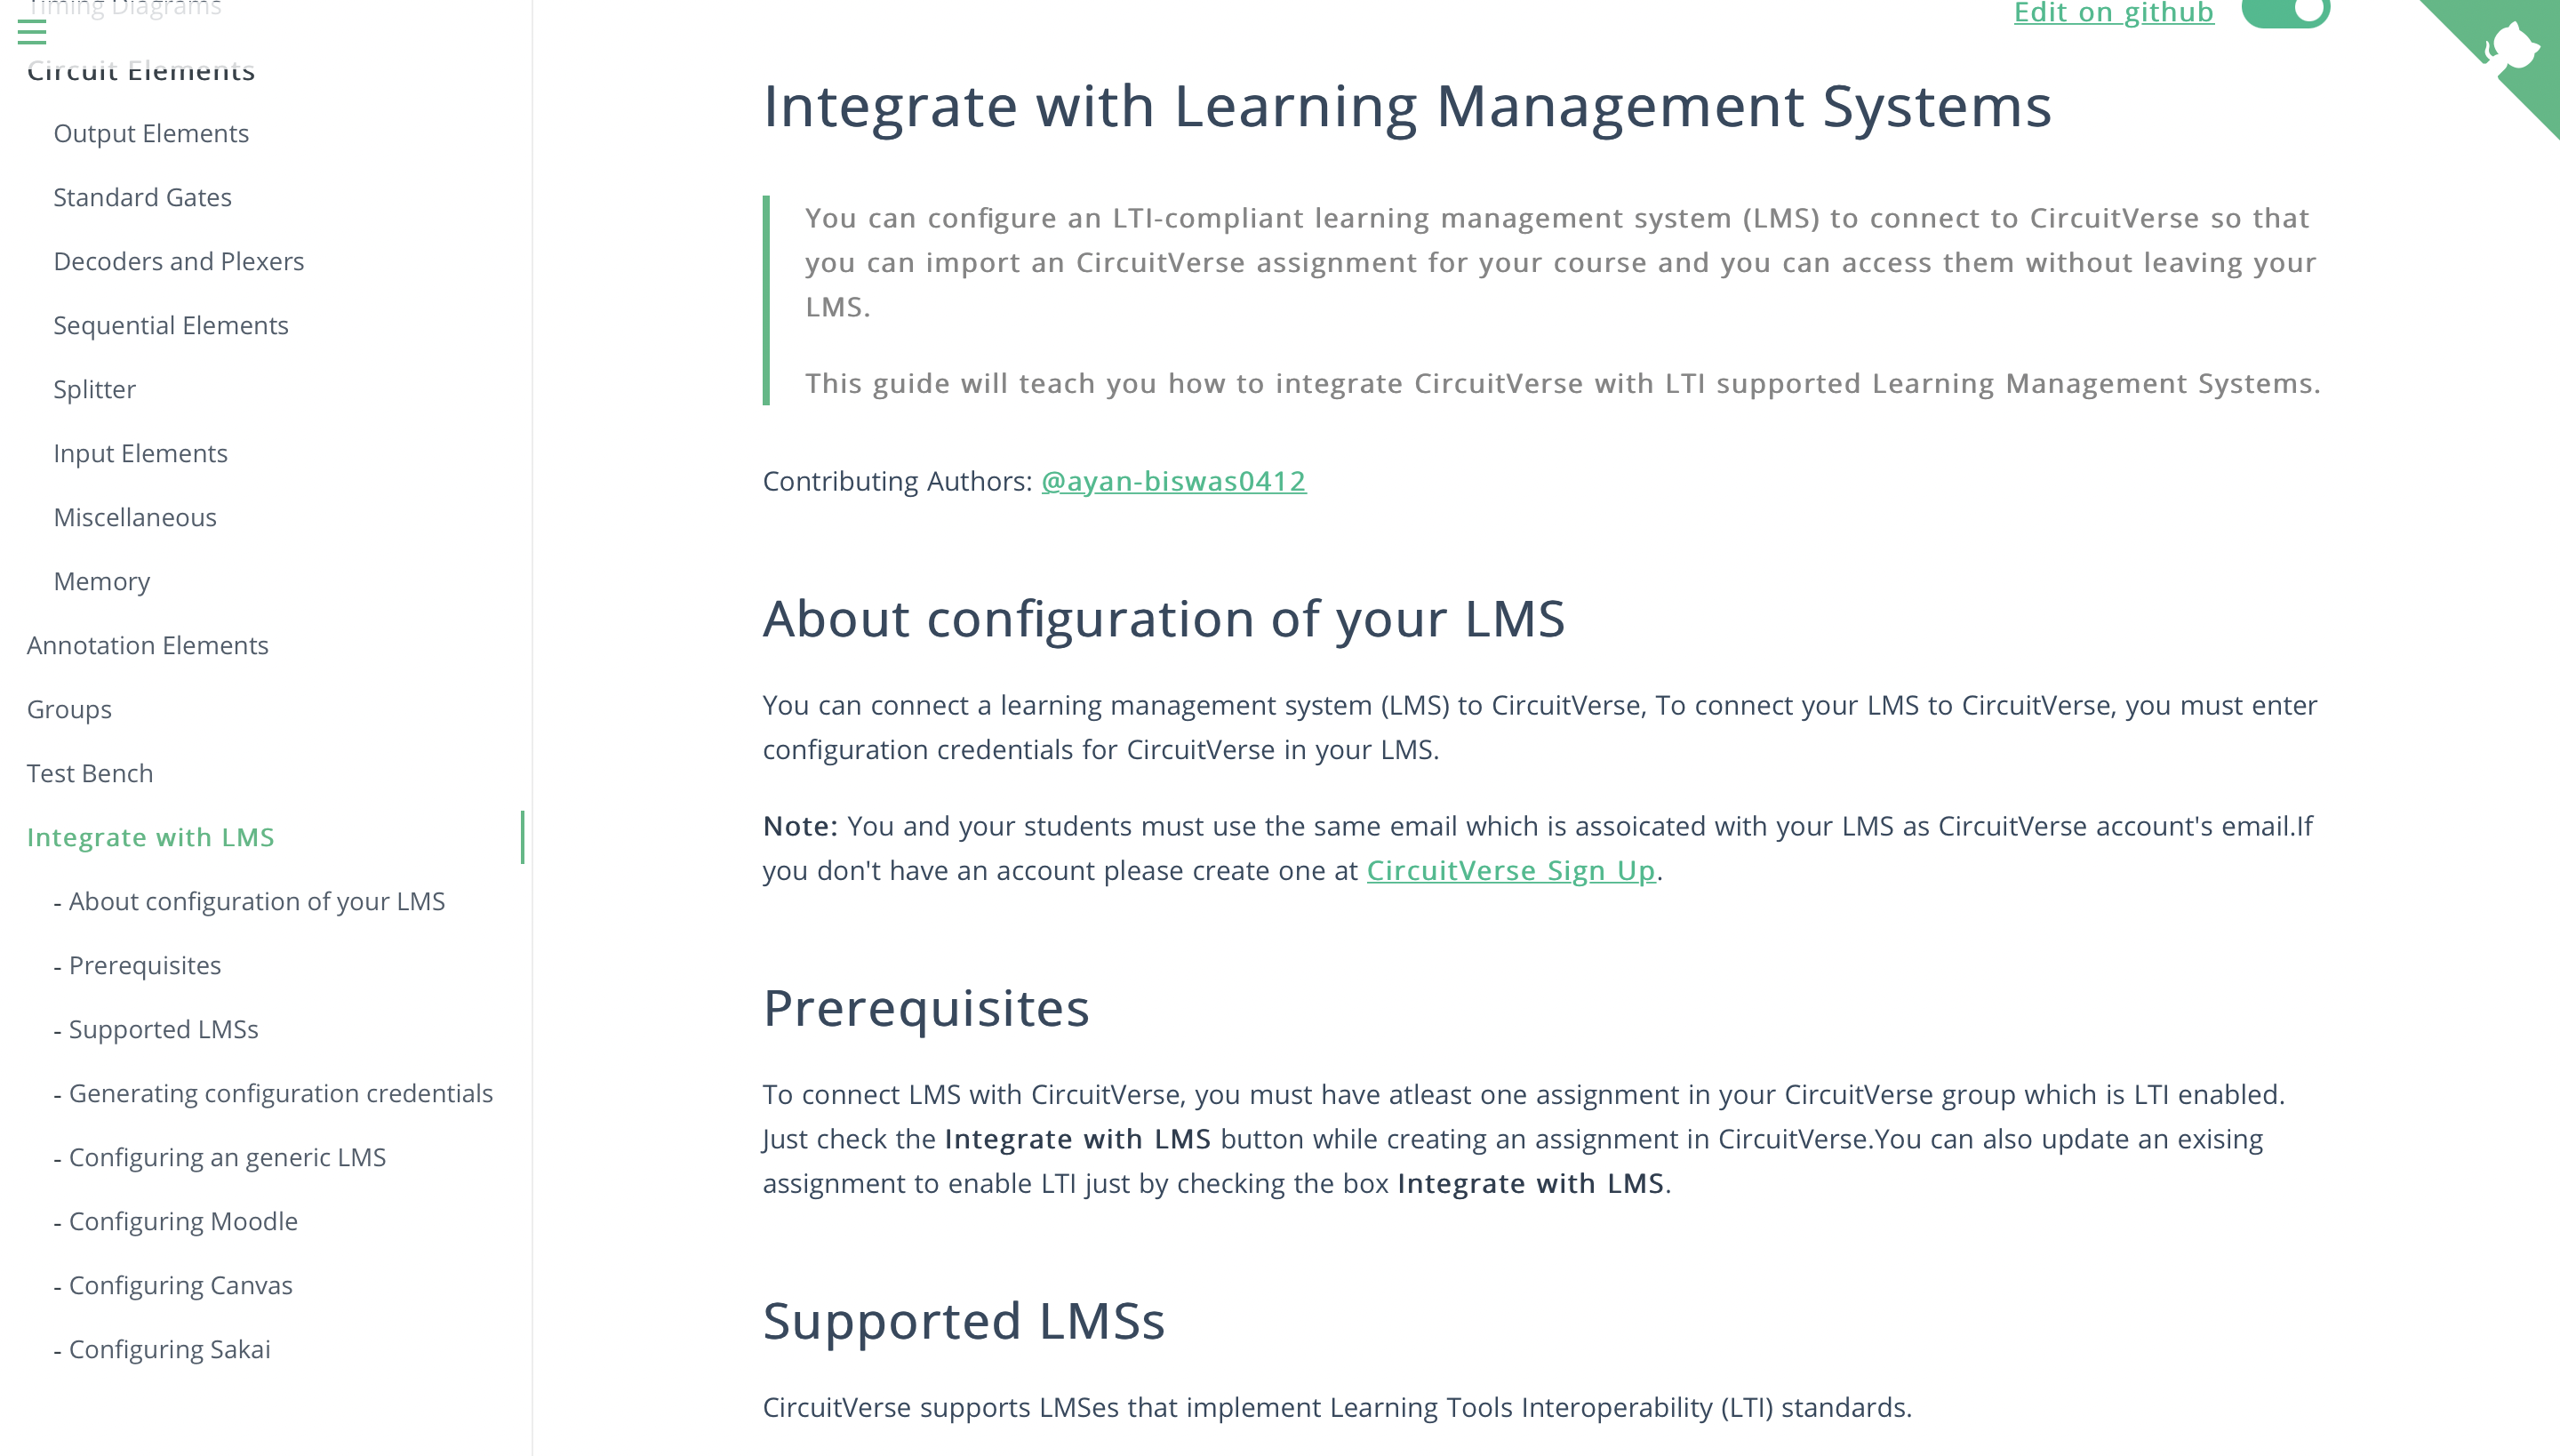 Timing Diagrams
Circuit Elements
Output Elements
Standard Gates
Decoders and Plexers
Sequential Elements
Splitter
Input Elements
Miscellaneous
Memory
Annotation Elements
Groups
Test Bench
Integrate with LMS
- About configuration of your LMS
- Prerequisites
- Supported LMSs
- Generating configuration credentials
- Configuring an generic LMS
- Configuring Moodle
- Configuring Canvas
- Configuring Sakai
Edit on github
Integrate with Learning Management Systems
You can configure an LTI-compliant learning management system (LMS) to connect to CircuitVerse so that
you can import an CircuitVerse assignment for your course and you can access them without leaving your
LMS.
This guide will teach you how to integrate CircuitVerse with LTI supported Learning Management Systems.
Contributing Authors: @ayan-biswas0412
About configuration of your LMS
You can connect a learning management system (LMS) to CircuitVerse, To connect your LMS to CircuitVerse, you must enter
configuration credentials for CircuitVerse in your LMS.
Note: You and your students must use the same email which is assoicated with your LMS as CircuitVerse account's email.If
you don't have an account please create one at CircuitVerse Sign Up.
Prerequisites
To connect LMS with CircuitVerse, you must have atleast one assignment in your CircuitVerse group which is LTI enabled.
Just check the Integrate with LMS button while creating an assignment in CircuitVerse.You can also update an exising
assignment to enable LTI just by checking the box Integrate with LMS.
Supported LMSs
CircuitVerse supports LMSes that implement Learning Tools Interoperability (LTI) standards.